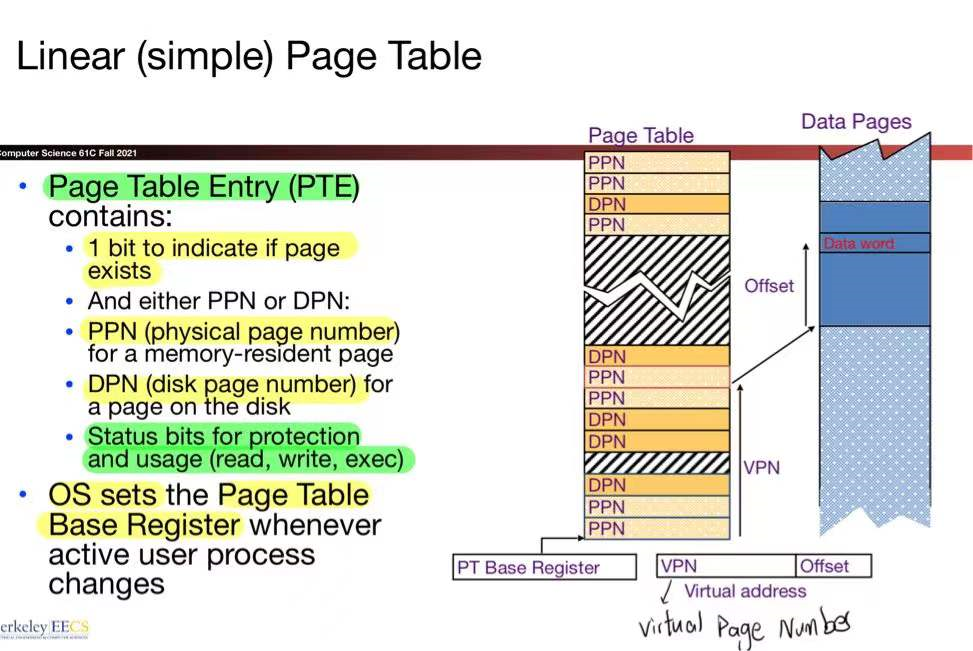 Linear (simple) Page Table
Computer Science 61C Fall 2021
• Page Table Entry (PTE)
contains:
• 1 bit to indicate if page
exists
• And either PPN or DPN:
• PPN (physical page number)
for a memory-resident page
• DPN (disk page number) for
a page on the disk
• Status bits for protection
and usage (read, write, exec)
• OS sets the Page Table
Base Register whenever
active user process
changes
Page Table
PPN
PPN
DPN
PPN
DPN
PPN
PPN
DPN
DPN
DPN
PPN
PPN
VPN
Data Pages
Data word
Offset
PT Base Register
VPN
Offset
Virtual address
Virtual Page Number
erkeley EECS